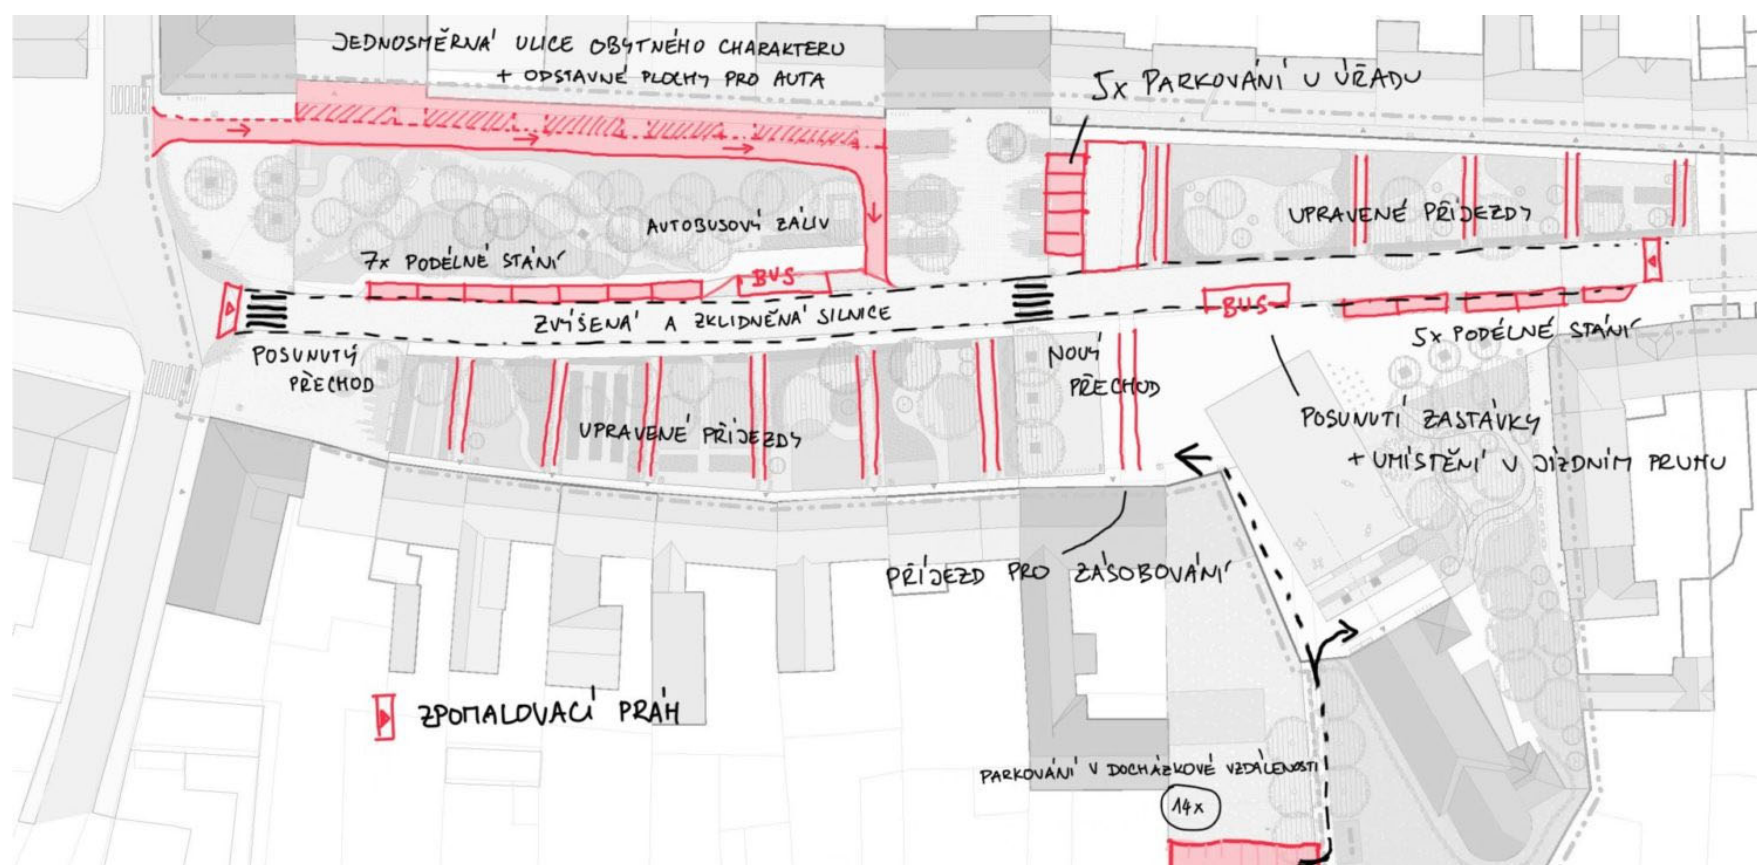 JEDNOSMĚRNÁ ULICE OBYTNÉHO CHARAKTERU
+ ODSTAVNÉ PLOCHY PRO AUTA
5x PARKOVÁNÍ U ÚŘADU
AUTOBUSOVÝ ZÁLIV
UPRAVENÉ PŘÍJEZDY
7x PODÉLNÉ STÁNÍ
BUS
ZVÝŠENÁ A ZKLIDNĚNÁ SILNICE
BUS
5x PODÉLNÉ STÁNÍ
POSUNUTÝ
PŘECHOD
NOVÝ
PŘECHOD
UPRAVENÉ PŘÍJEZDY
POSUNUTÍ ZASTÁVKY
+ UMÍSTĚNÍ V JÍZDNÍM PRUHU
PŘÍJEZD PRO ZÁSOBOVÁNÍ
ZPOMALOVACÍ PRÁH
PARKOVÁNÍ V DOCHÁZKOVÉ VZDÁLENOSTI
14x